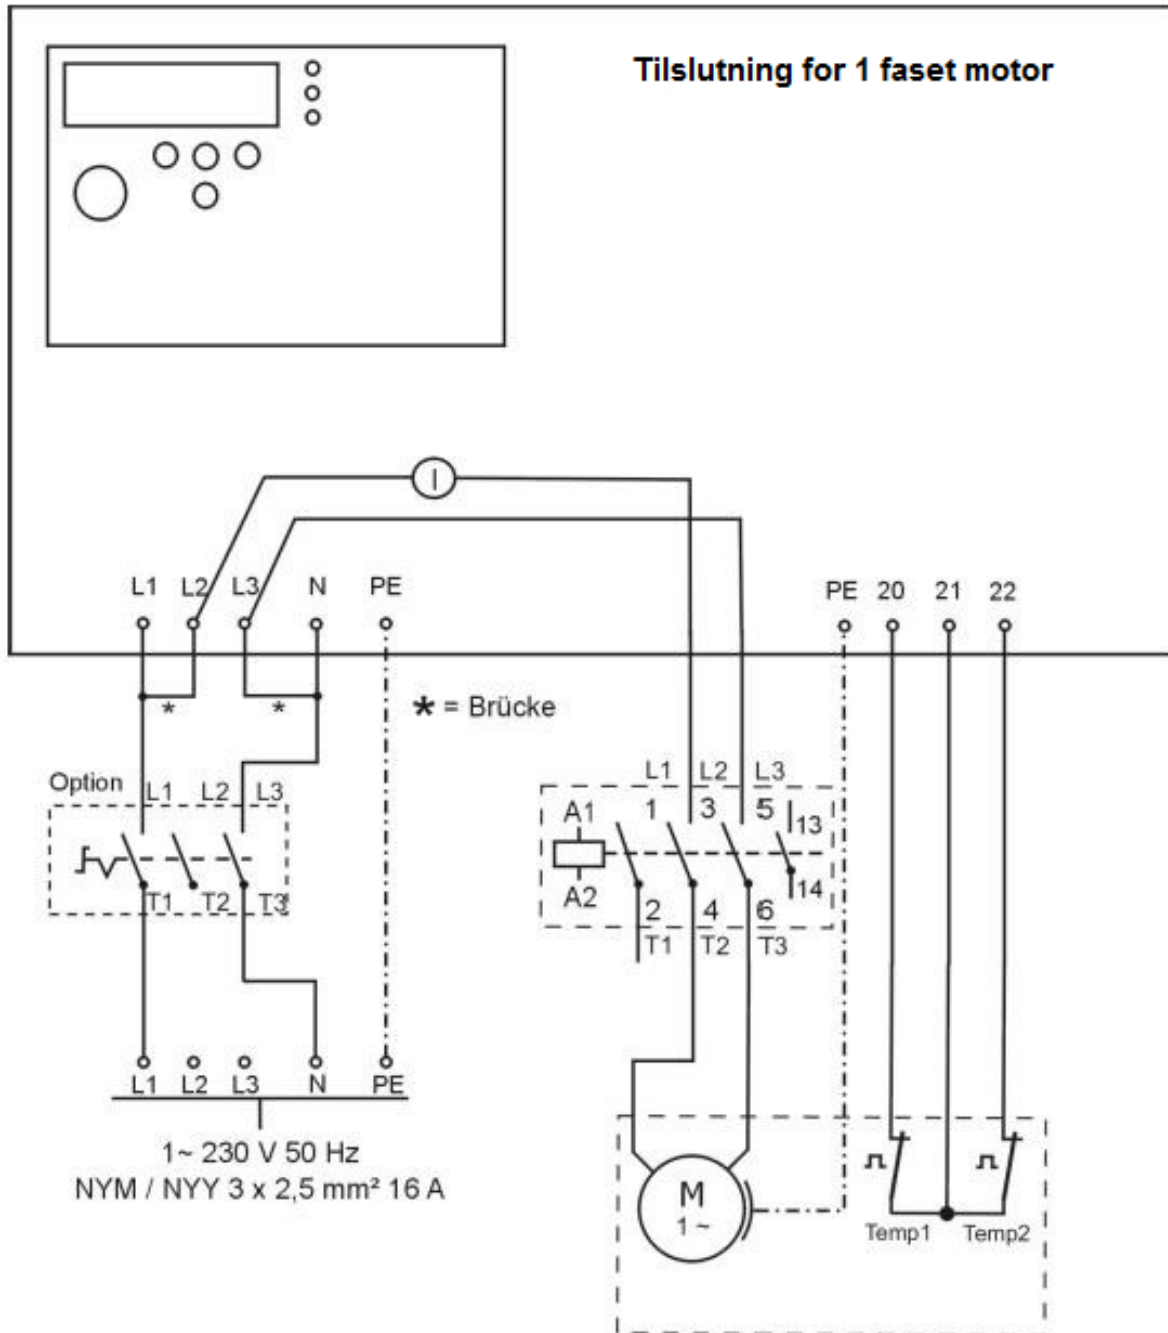 Tilslutning for 1 faset motor
I
L1 L2 L3 N PE
PE 20 21 22
* *
* = Brücke
Option
L1 L2 L3
T1 T2 T3
L1 L2 L3
A1 1 3 5 13
A2 2 4 6 14
T1 T2 T3
L1 L2 L3 N PE
1~ 230 V 50 Hz
NYM / NYY 3 x 2,5 mm² 16 A
M
1 ~
Temp1 Temp2